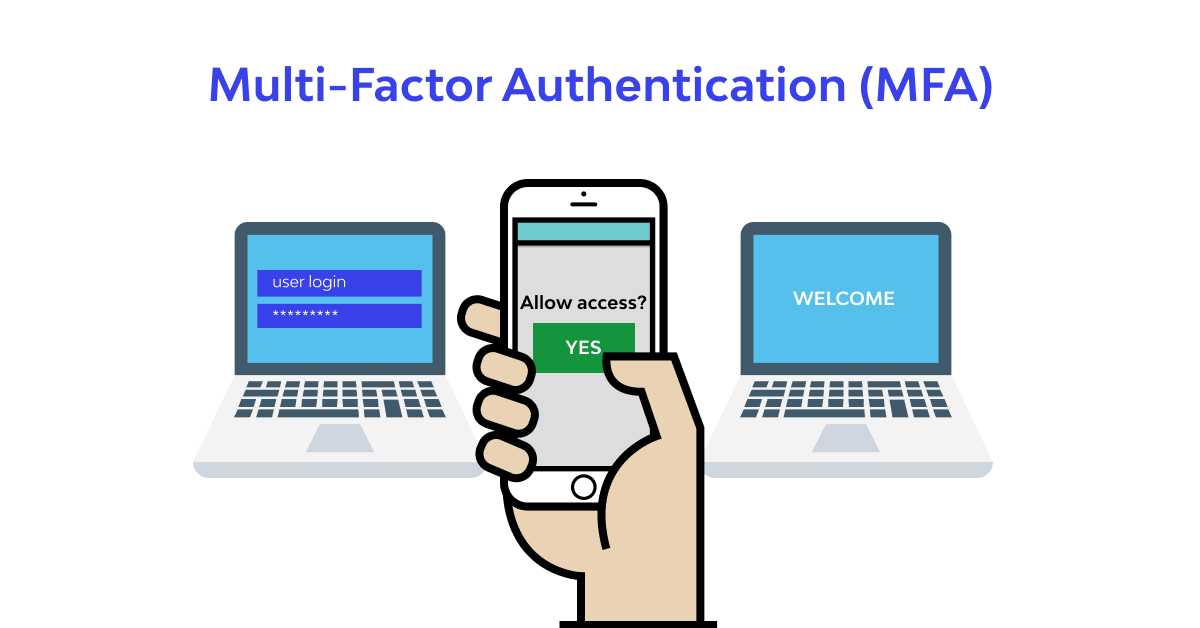 Multi-Factor Authentication (MFA)
user login
*********
Allow access?
YES
WELCOME